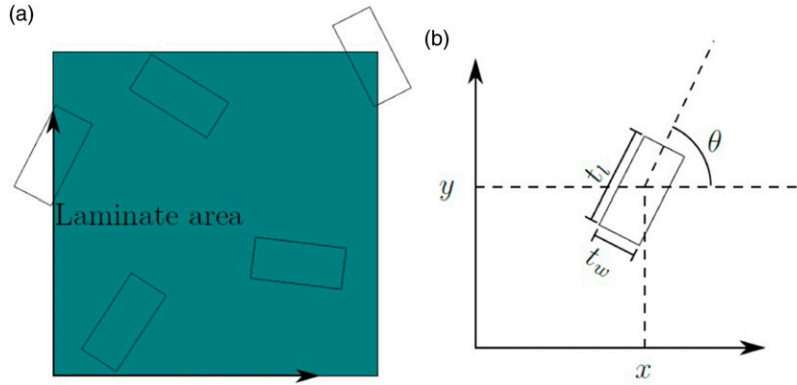 (a)
Laminate area
(b)
θ
y
t_l
t_w
x